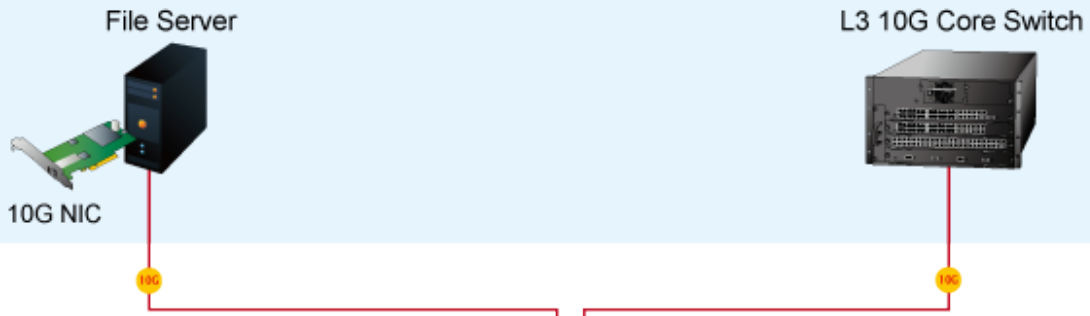 File Server
L3 10G Core Switch
10G NIC
10G
10G